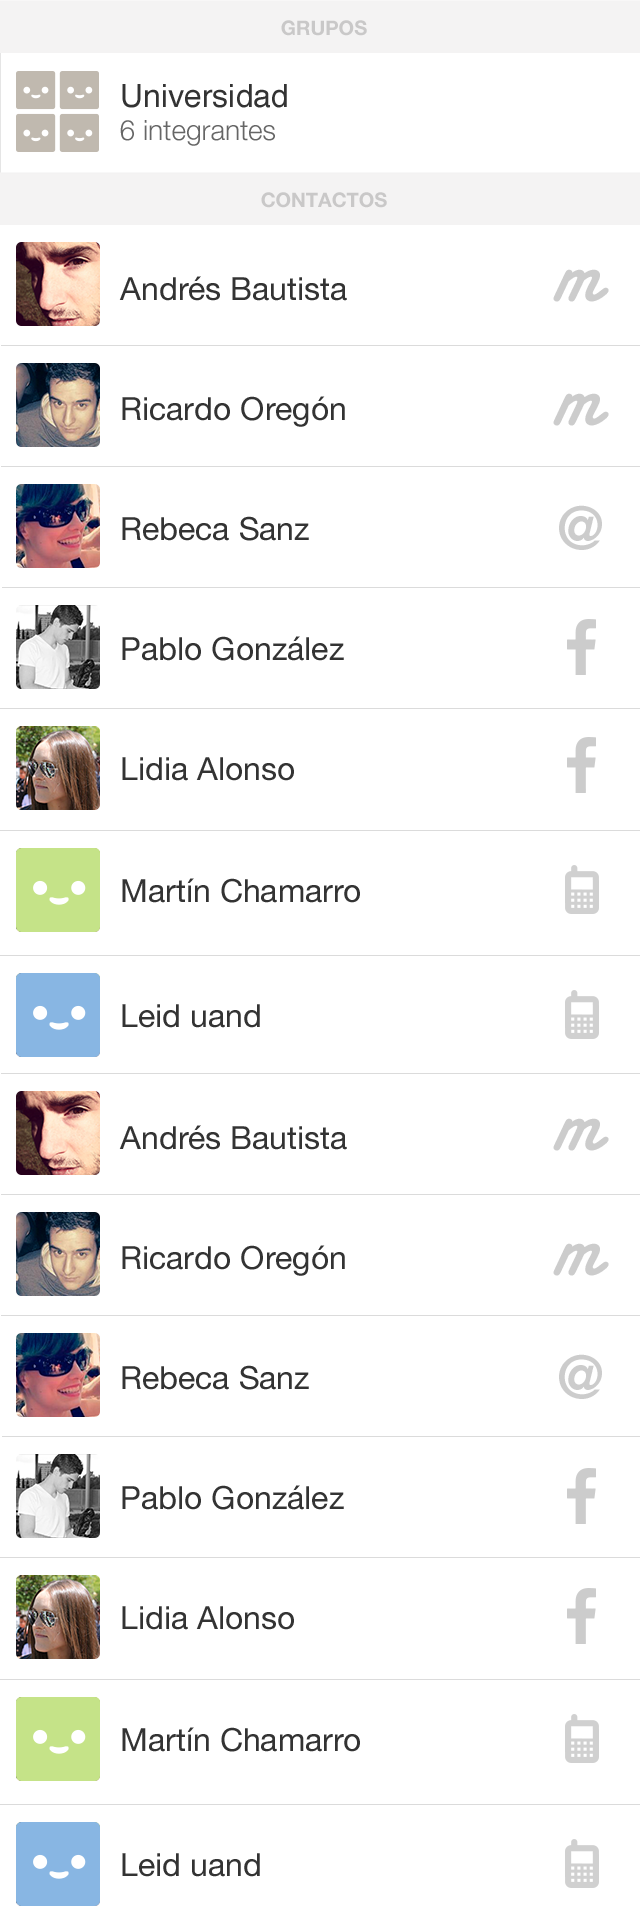 GRUPOS
Universidad
6 integrantes
CONTACTOS
Andrés Bautista
Ricardo Oregón
Rebeca Sanz
@
Pablo González
Lidia Alonso
Martín Chamarro
Leid uand
Andrés Bautista
Ricardo Oregón
Rebeca Sanz
@
Pablo González
Lidia Alonso
Martín Chamarro
Leid uand